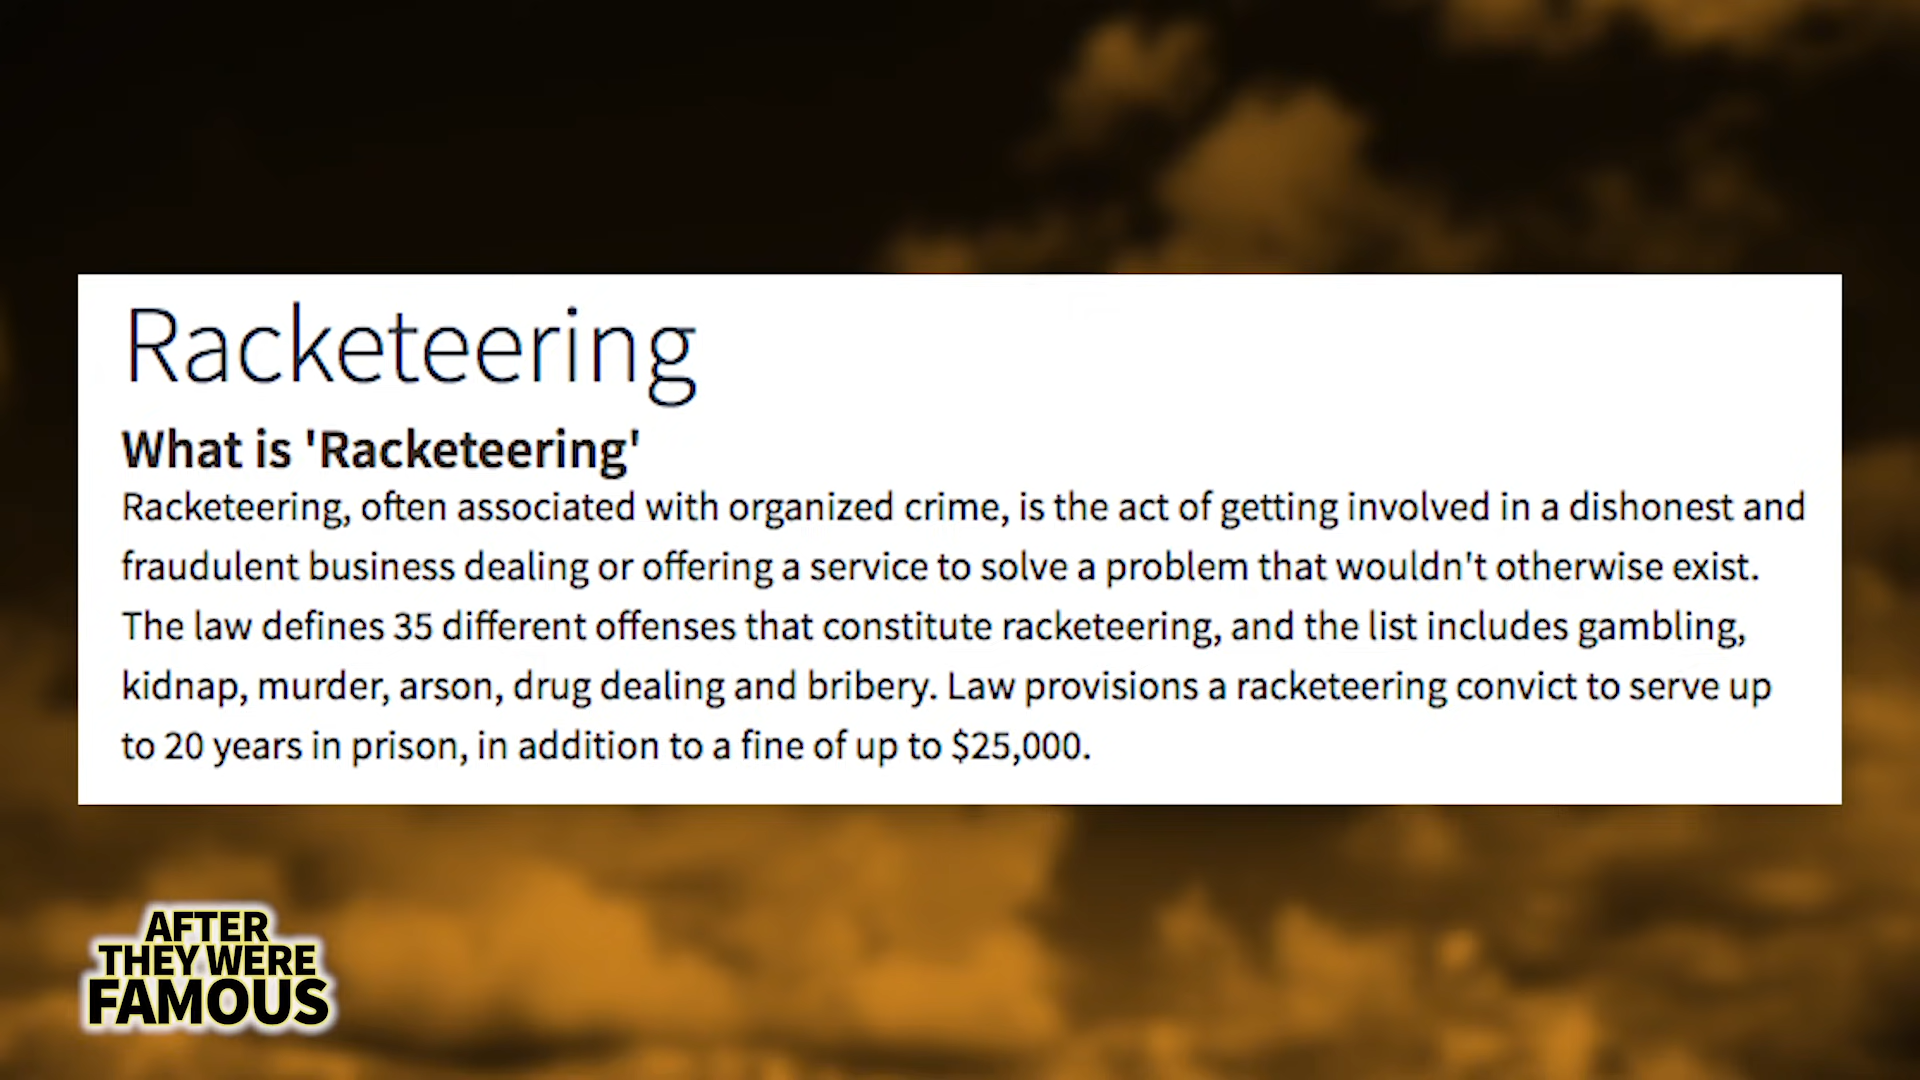 Racketeering
What is 'Racketeering'
Racketeering, often associated with organized crime, is the act of getting involved in a dishonest and
fraudulent business dealing or offering a service to solve a problem that wouldn't otherwise exist.
The law defines 35 different offenses that constitute racketeering, and the list includes gambling,
kidnap, murder, arson, drug dealing and bribery. Law provisions a racketeering convict to serve up
to 20 years in prison, in addition to a fine of up to $25,000.
AFTER
THEY WERE
FAMOUS